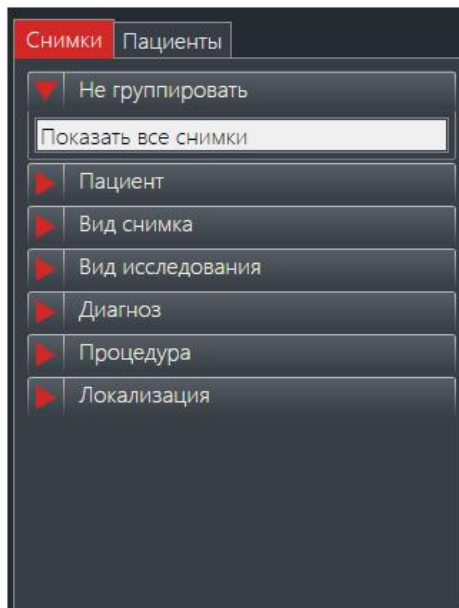 Снимки Пациенты
Не группировать
Показать все снимки
Пациент
Вид снимка
Вид исследования
Диагноз
Процедура
Локализация